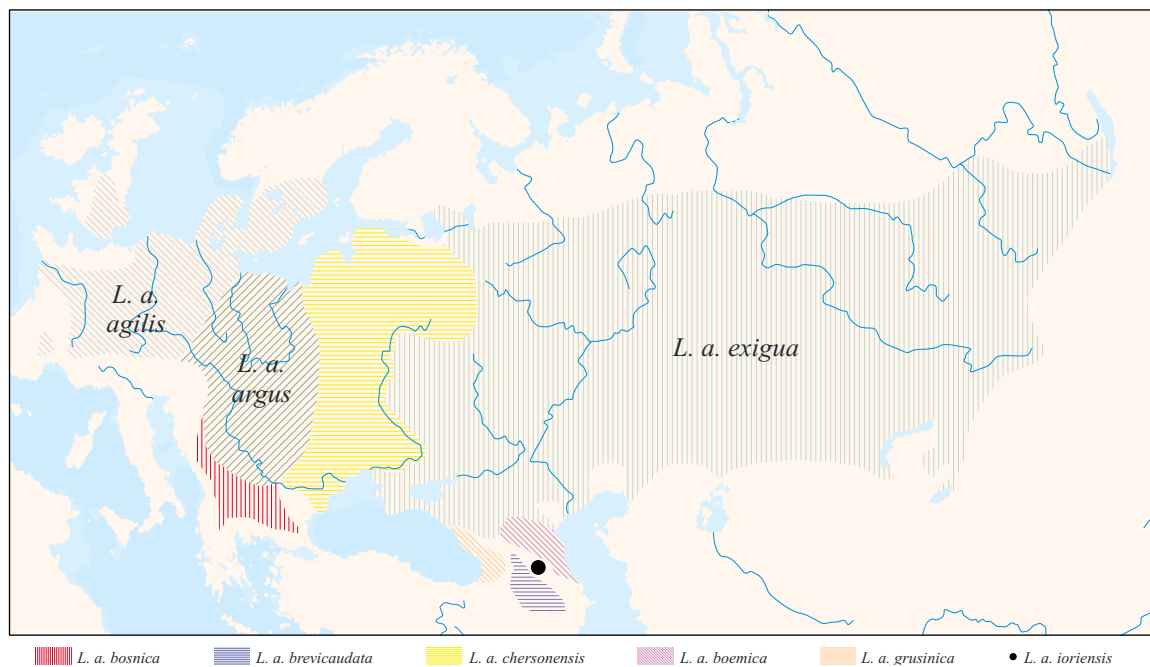 L. a.
agilis
L. a.
argus
L. a. exigua
L. a. bosnica
L. a. brevicaudata
L. a. chersonensis
L. a. boemica
L. a. grusinica
L. a. ioriensis